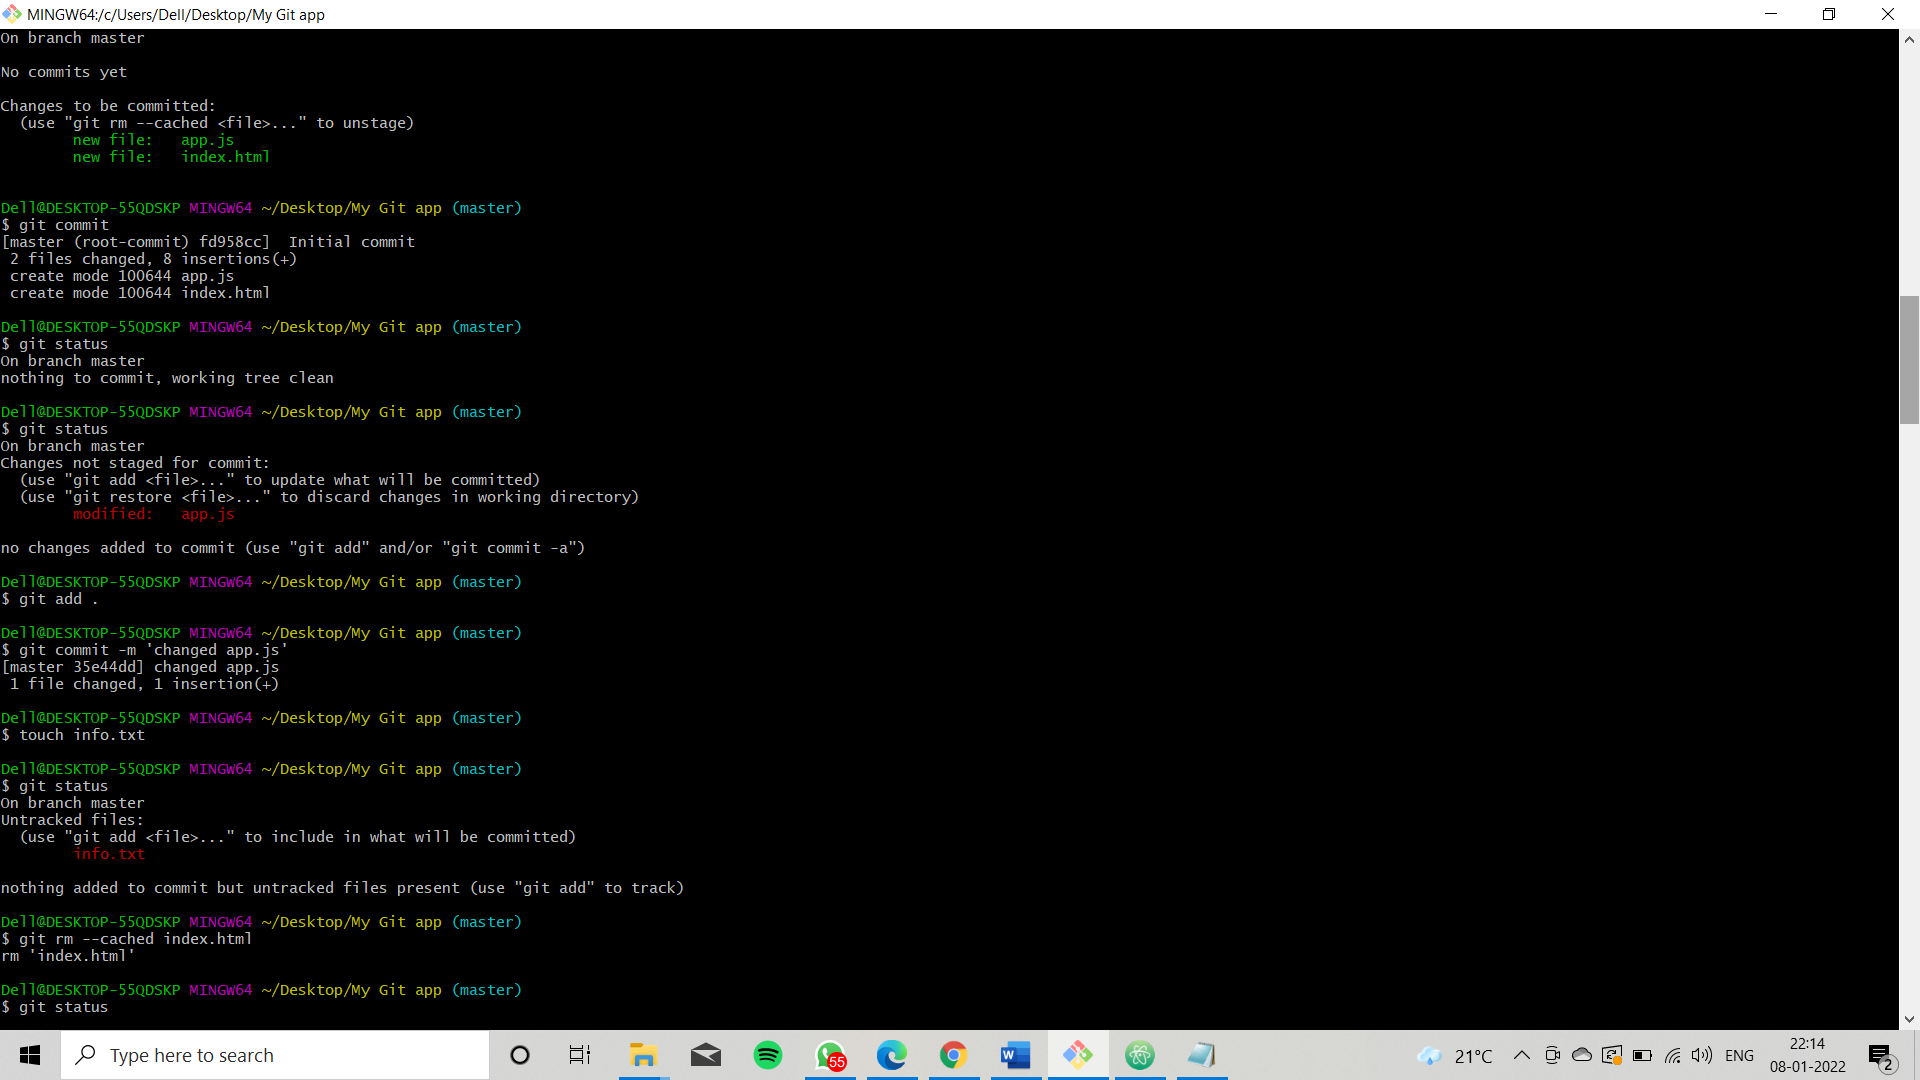 MINGW64:/c/Users/Dell/Desktop/My Git app
On branch master
No commits yet
Changes to be committed:
  (use "git rm --cached <file>..." to unstage)
        new file:   app.js
        new file:   index.html
Dell@DESKTOP-55QDSKP MINGW64 ~/Desktop/My Git app (master)
$ git commit
[master (root-commit) fd958cc]  Initial commit
 2 files changed, 8 insertions(+)
 create mode 100644 app.js
 create mode 100644 index.html
Dell@DESKTOP-55QDSKP MINGW64 ~/Desktop/My Git app (master)
$ git status
On branch master
nothing to commit, working tree clean
Dell@DESKTOP-55QDSKP MINGW64 ~/Desktop/My Git app (master)
$ git status
On branch master
Changes not staged for commit:
  (use "git add <file>..." to update what will be committed)
  (use "git restore <file>..." to discard changes in working directory)
        modified:   app.js
no changes added to commit (use "git add" and/or "git commit -a")
Dell@DESKTOP-55QDSKP MINGW64 ~/Desktop/My Git app (master)
$ git add .
Dell@DESKTOP-55QDSKP MINGW64 ~/Desktop/My Git app (master)
$ git commit -m 'changed app.js'
[master 35e44dd] changed app.js
 1 file changed, 1 insertion(+)
Dell@DESKTOP-55QDSKP MINGW64 ~/Desktop/My Git app (master)
$ touch info.txt
Dell@DESKTOP-55QDSKP MINGW64 ~/Desktop/My Git app (master)
$ git status
On branch master
Untracked files:
  (use "git add <file>..." to include in what will be committed)
        info.txt
nothing added to commit but untracked files present (use "git add" to track)
Dell@DESKTOP-55QDSKP MINGW64 ~/Desktop/My Git app (master)
$ git rm --cached index.html
rm 'index.html'
Dell@DESKTOP-55QDSKP MINGW64 ~/Desktop/My Git app (master)
$ git status
Type here to search
55
W
21°C
ENG
22:14
08-01-2022
2